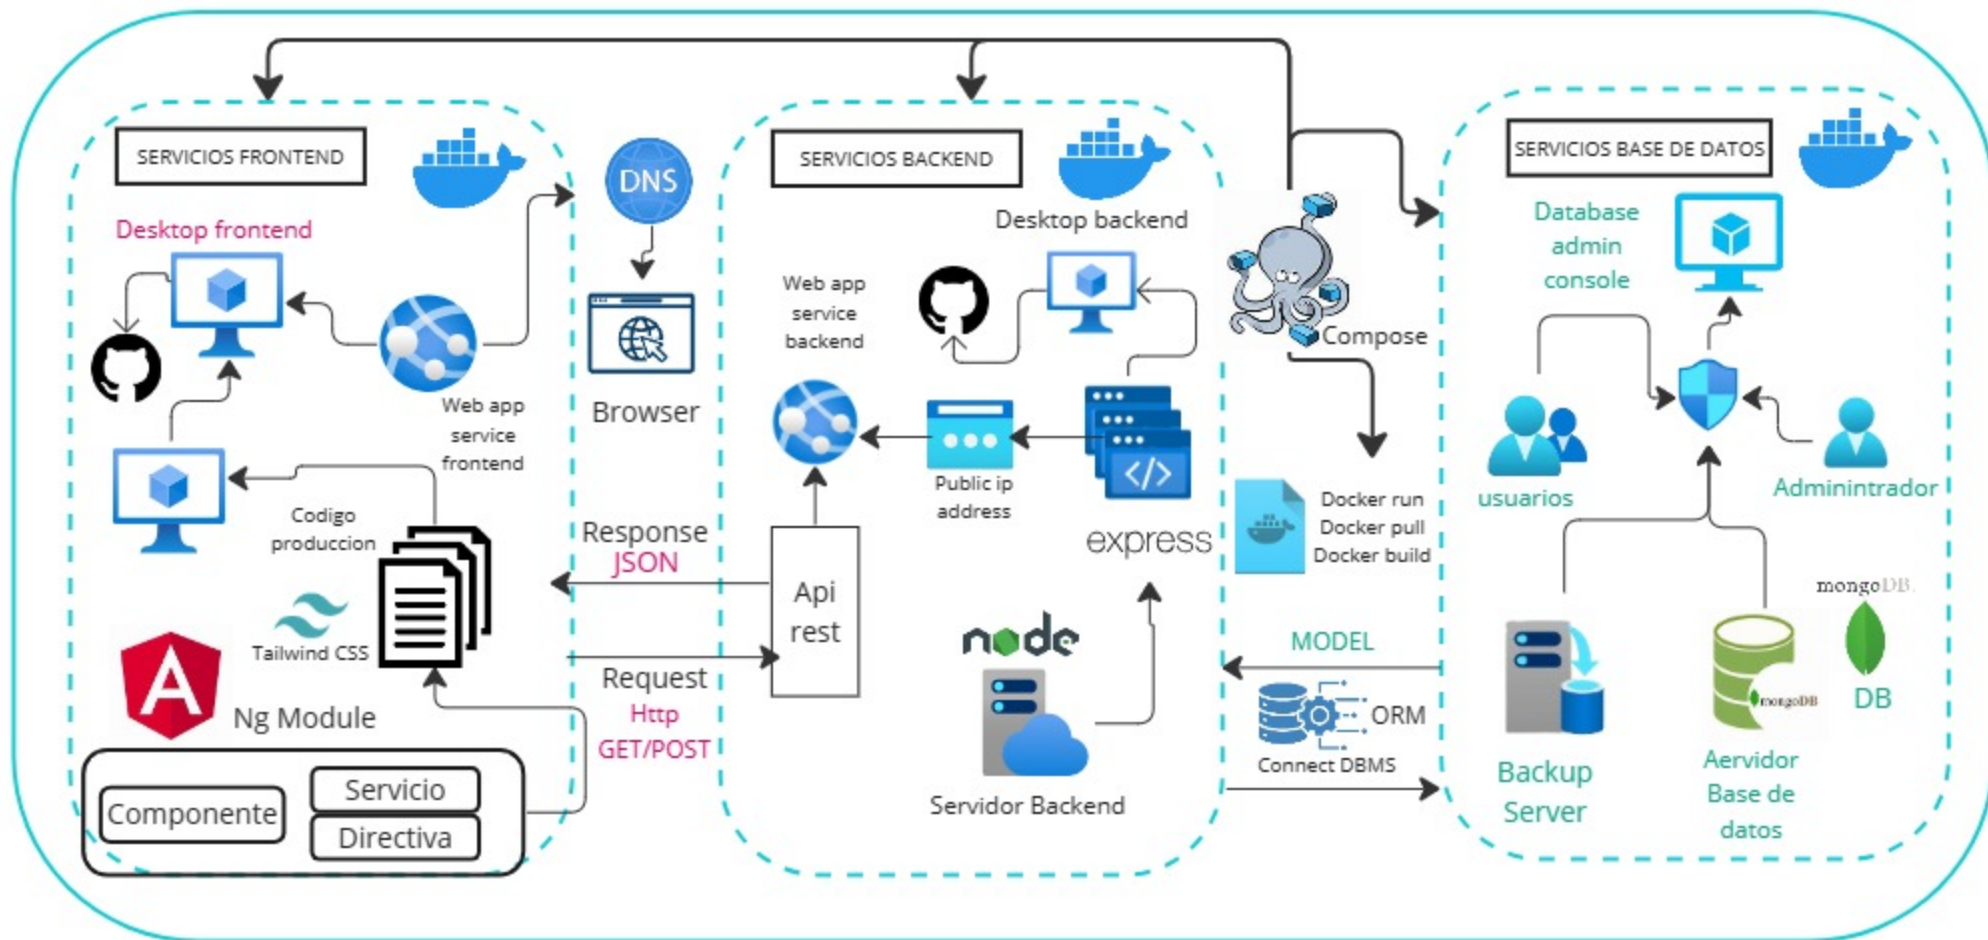 SERVICIOS FRONTEND
Desktop frontend
Web app
service
frontend
Codigo
produccion
Tailwind CSS
Ng Module
Componente
Servicio
Directiva
DNS
Browser
Response
JSON
Request
Http
GET/POST
SERVICIOS BACKEND
Desktop backend
Web app
service
backend
Public ip
address
</>
express
Api
rest
node
Servidor Backend
Compose
Docker run
Docker pull
Docker build
MODEL
ORM
Connect DBMS
SERVICIOS BASE DE DATOS
Database
admin
console
usuarios
Adminintrador
mongoDB.
mongoDB
DB
Backup
Server
Aervidor
Base de
datos